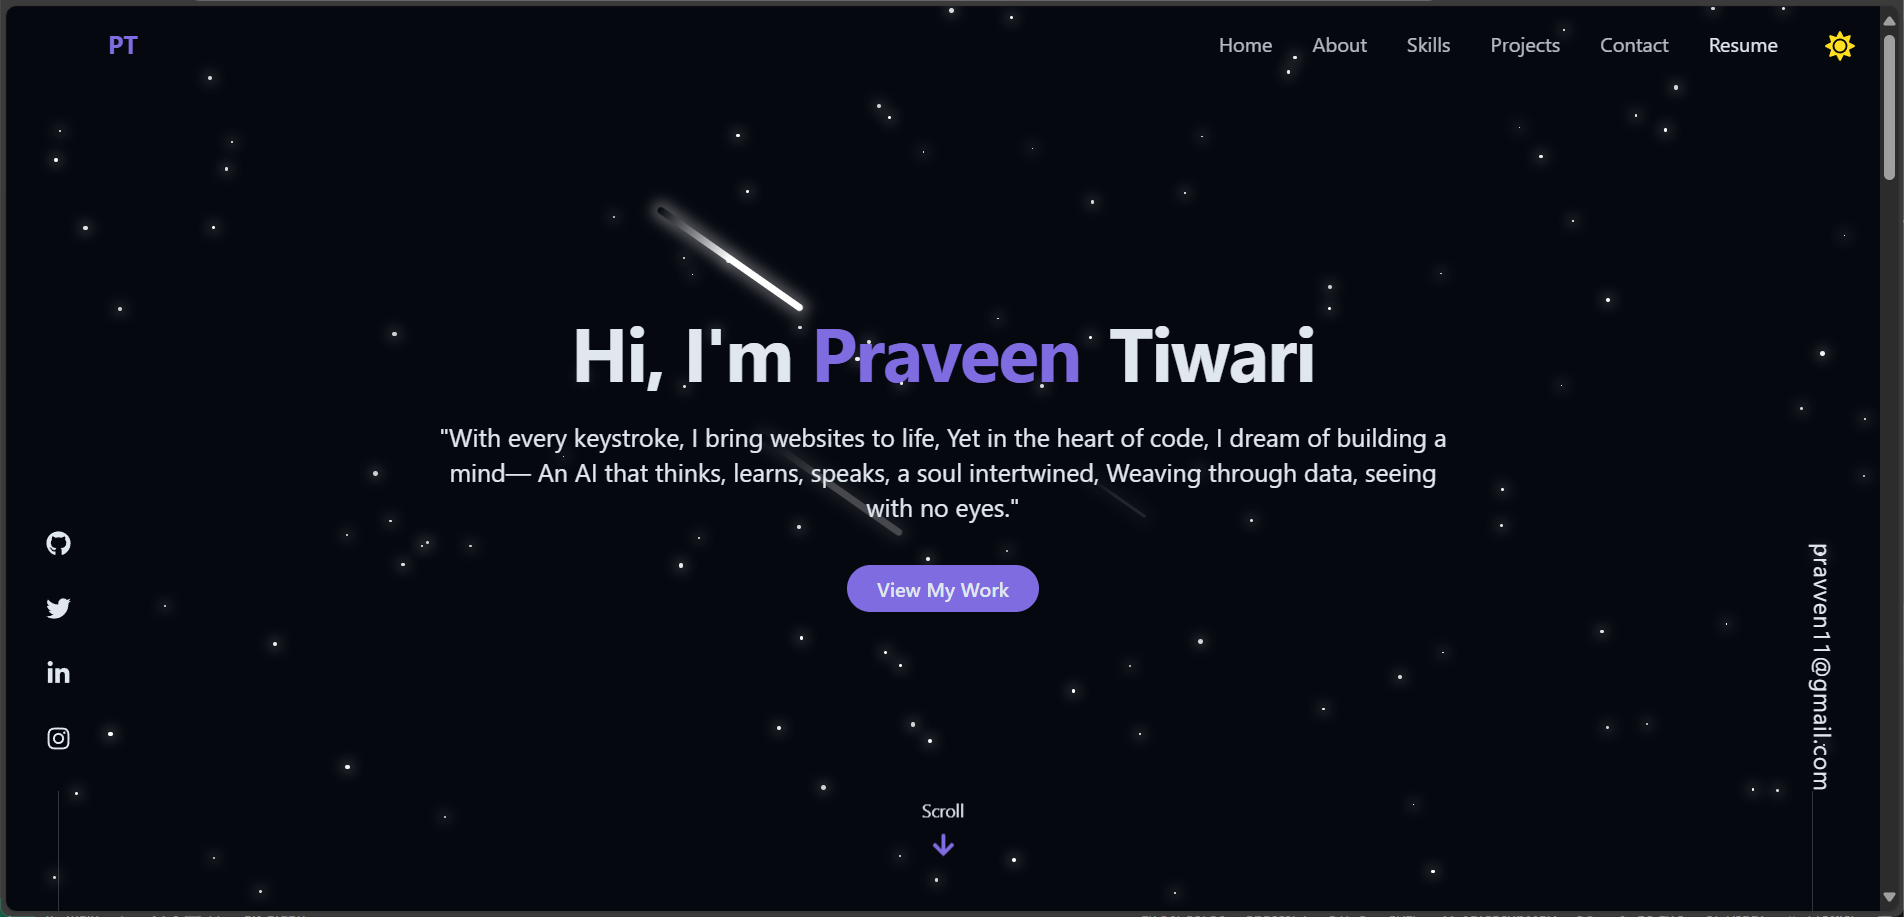 PT
Home About Skills Projects Contact Resume
Hi, I'm Praveen Tiwari
"With every keystroke, I bring websites to life, Yet in the heart of code, I dream of building a
mind— An AI that thinks, learns, speaks, a soul intertwined, Weaving through data, seeing
with no eyes."
View My Work
pravven11@gmail.com
Scroll